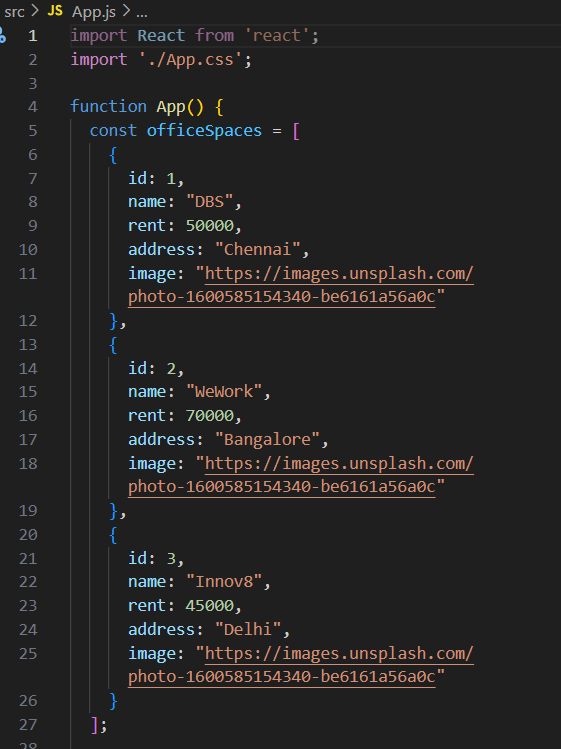 src > JS App.js > ...
1 import React from 'react';
2 import './App.css';
3
4 function App() {
5 const officeSpaces = [
6 {
7 id: 1,
8 name: "DBS",
9 rent: 50000,
10 address: "Chennai",
11 image: "https://images.unsplash.com/
photo-1600585154340-be6161a56a0c"
12 },
13 {
14 id: 2,
15 name: "WeWork",
16 rent: 70000,
17 address: "Bangalore",
18 image: "https://images.unsplash.com/
photo-1600585154340-be6161a56a0c"
19 },
20 {
21 id: 3,
22 name: "Innov8",
23 rent: 45000,
24 address: "Delhi",
25 image: "https://images.unsplash.com/
photo-1600585154340-be6161a56a0c"
26 }
27 ];
28